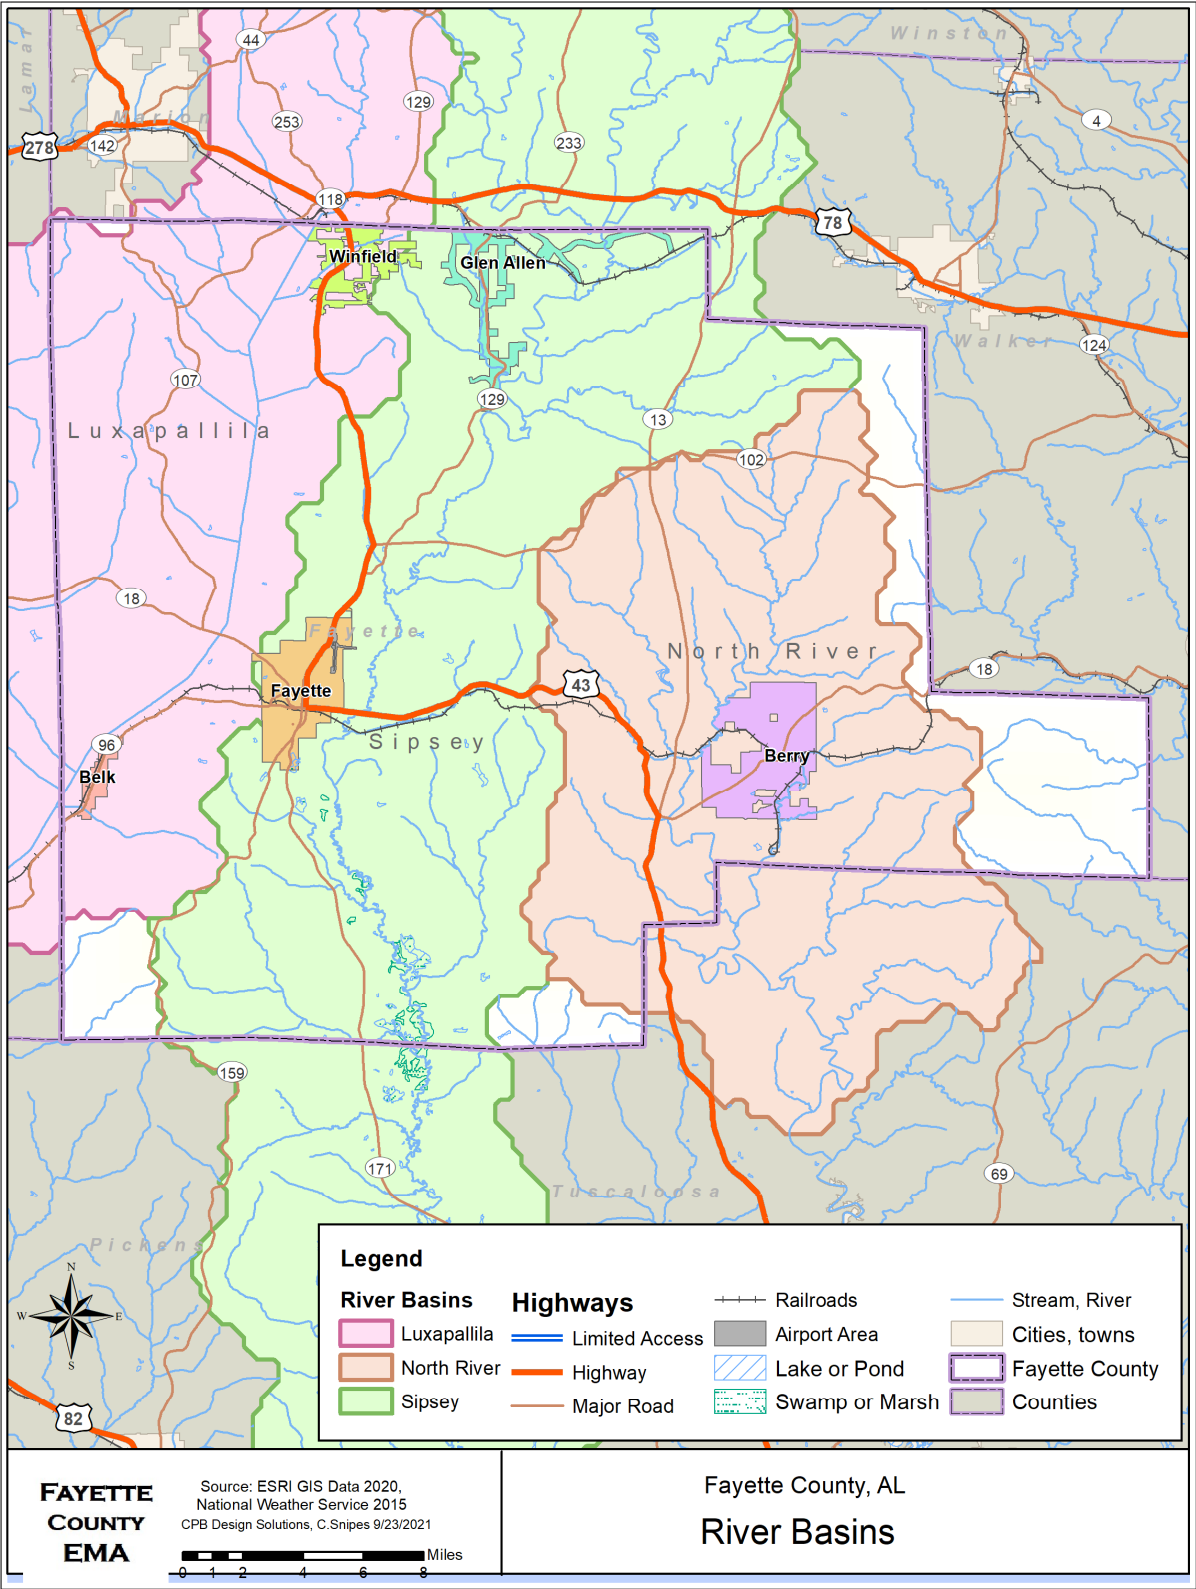 Lamar
Winston
44
129
253
Marion
278
142
233
4
118
78
Winfield
Glen Allen
Walker
124
107
129
13
Luxapallila
102
18
Fayette
North River
18
43
Fayette
Sipsey
96
Belk
Berry
159
171
69
Tuscaloosa
Pickens
N
W
E
S
82
Legend
River Basins
Luxapallila
North River
Sipsey
Highways
Limited Access
Highway
Major Road
Railroads
Airport Area
Lake or Pond
Swamp or Marsh
Stream, River
Cities, towns
Fayette County
Counties
FAYETTE
COUNTY
EMA
Source: ESRI GIS Data 2020,
National Weather Service 2015
CPB Design Solutions, C.Snipes 9/23/2021
Miles
0 1 2 4 6 8
Fayette County, AL
River Basins